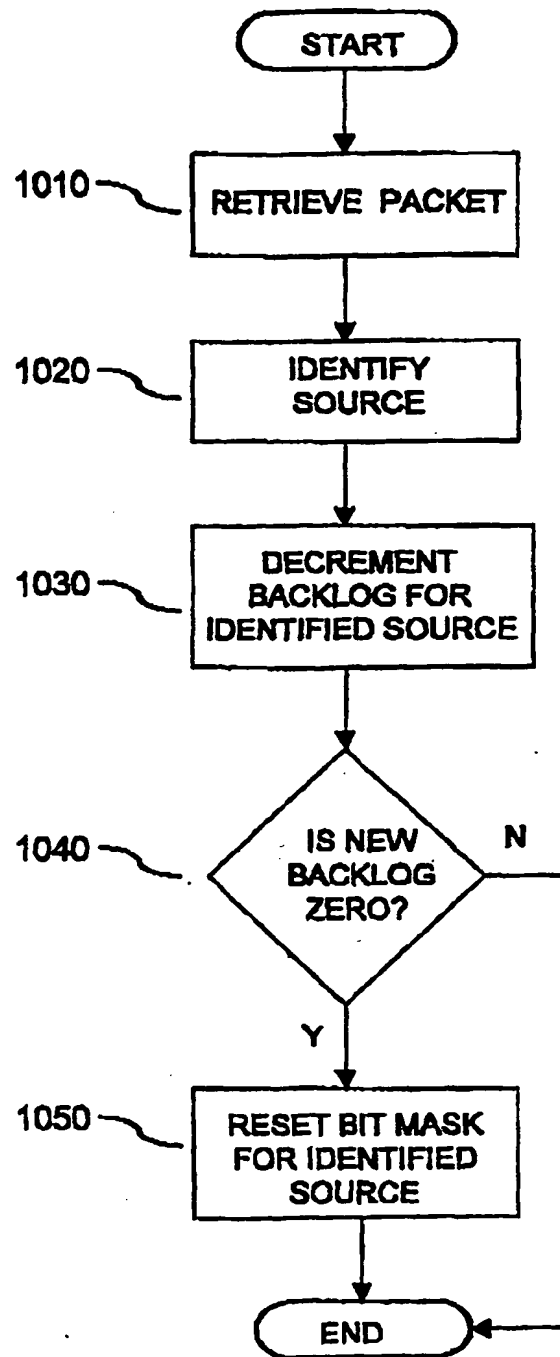 START
1010
RETRIEVE PACKET
1020
IDENTIFY
SOURCE
1030
DECREMENT
BACKLOG FOR
IDENTIFIED SOURCE
1040
IS NEW
BACKLOG
ZERO?
N
Y
1050
RESET BIT MASK
FOR IDENTIFIED
SOURCE
END